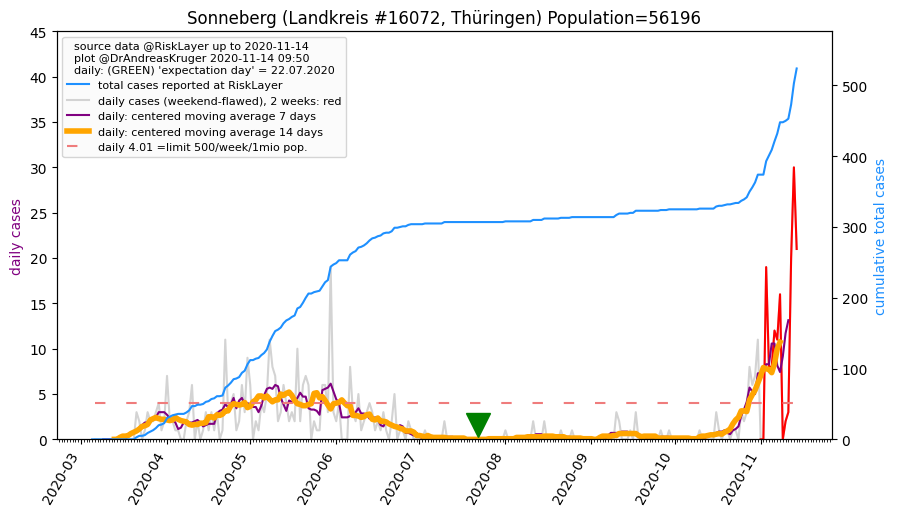 Sonneberg (Landkreis #16072, Thüringen) Population=56196
source data @RiskLayer up to 2020-11-14
plot @DrAndreasKruger 2020-11-14 09:50
daily: (GREEN) 'expectation day' = 22.07.2020
total cases reported at RiskLayer
daily cases (weekend-flawed), 2 weeks: red
daily: centered moving average 7 days
daily: centered moving average 14 days
daily 4.01 =limit 500/week/1mio pop.
daily cases
45
40
35
30
25
20
15
10
5
0
cumulative total cases
500
400
300
200
100
0
2020-03
2020-04
2020-05
2020-06
2020-07
2020-08
2020-09
2020-10
2020-11